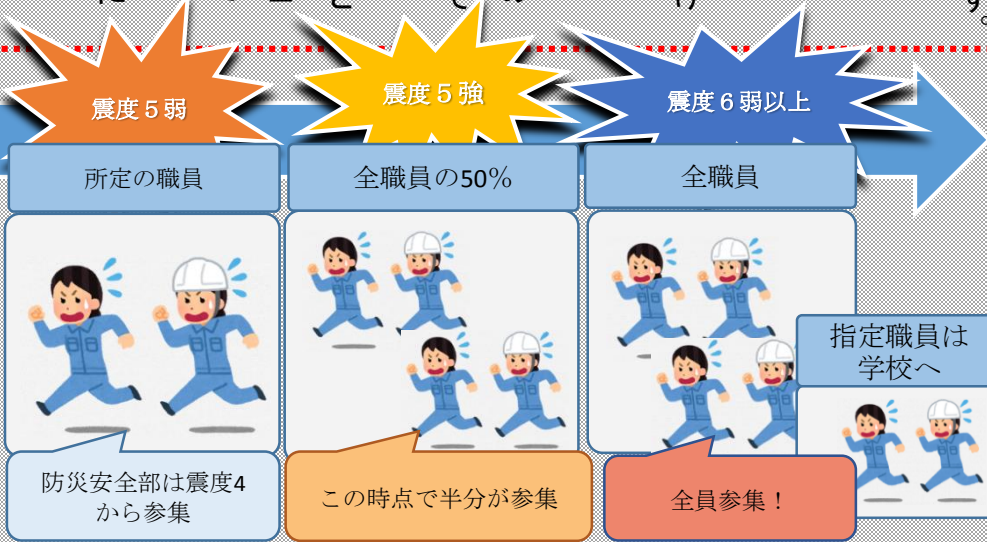 震度５弱
震度５強
震度６弱以上
所定の職員
全職員の50％
全職員
指定職員は
学校へ
防災安全部は震度4
から参集
この時点で半分が参集
全員参集！